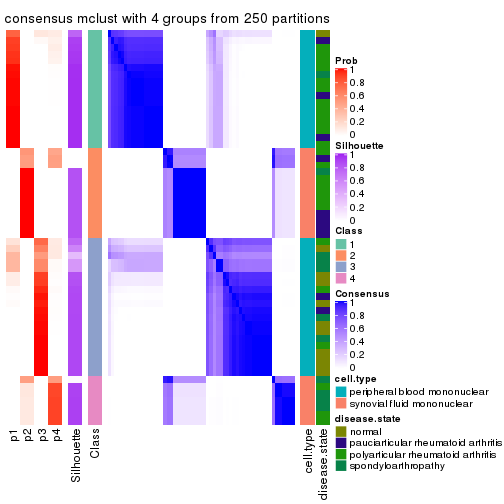 consensus mclust with 4 groups from 250 partitions
Prob
1
0.8
0.6
0.4
0.2
0
Silhouette
1
0.8
0.6
0.4
0.2
0
Class
1
2
3
4
Consensus
1
0.8
0.6
0.4
0.2
0
cell.type
peripheral blood mononuclear
synovial fluid mononuclear
disease.state
normal
pauciarticular rheumatoid arthritis
polyarticular rheumatoid arthritis
spondyloarthropathy
p1
p2
p3
p4
Silhouette
Class
cell.type
disease.state